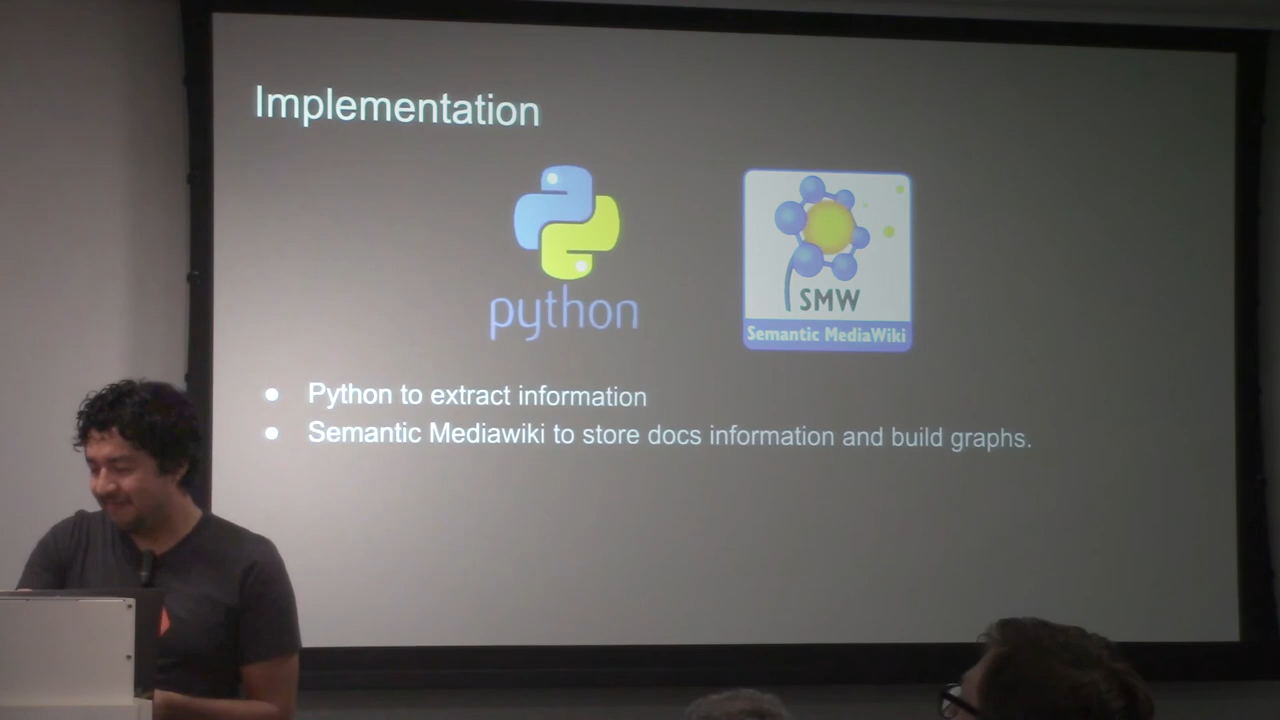 Implementation
python
SMW
Semantic MediaWiki
Python to extract information
Semantic Mediawiki to store docs information and build graphs.